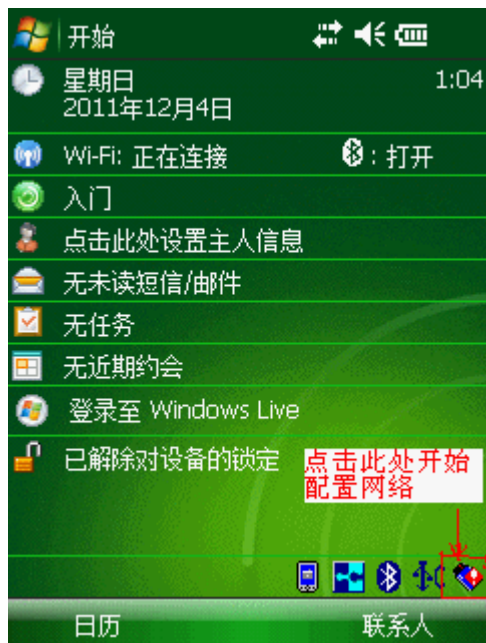 开始
星期日 1:04
2011年12月4日
Wi-Fi: 正在连接 : 打开
入门
点击此处设置主人信息
无未读短信/邮件
无任务
无近期约会
登录至 Windows Live
已解除对设备的锁定
点击此处开始
配置网络
日历 联系人